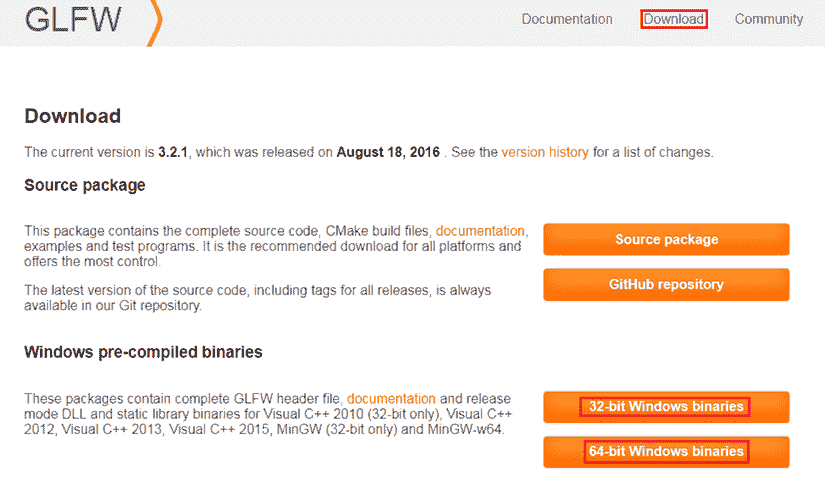 GLFW
Documentation Download Community
Download
The current version is 3.2.1, which was released on August 18, 2016 . See the version history for a list of changes.
Source package
This package contains the complete source code, CMake build files, documentation,
examples and test programs. It is the recommended download for all platforms and
offers the most control.
The latest version of the source code, including tags for all releases, is always
available in our Git repository.
Source package
GitHub repository
Windows pre-compiled binaries
These packages contain complete GLFW header file, documentation and release
mode DLL and static library binaries for Visual C++ 2010 (32-bit only), Visual C++
2012, Visual C++ 2013, Visual C++ 2015, MinGW (32-bit only) and MinGW-w64.
32-bit Windows binaries
64-bit Windows binaries